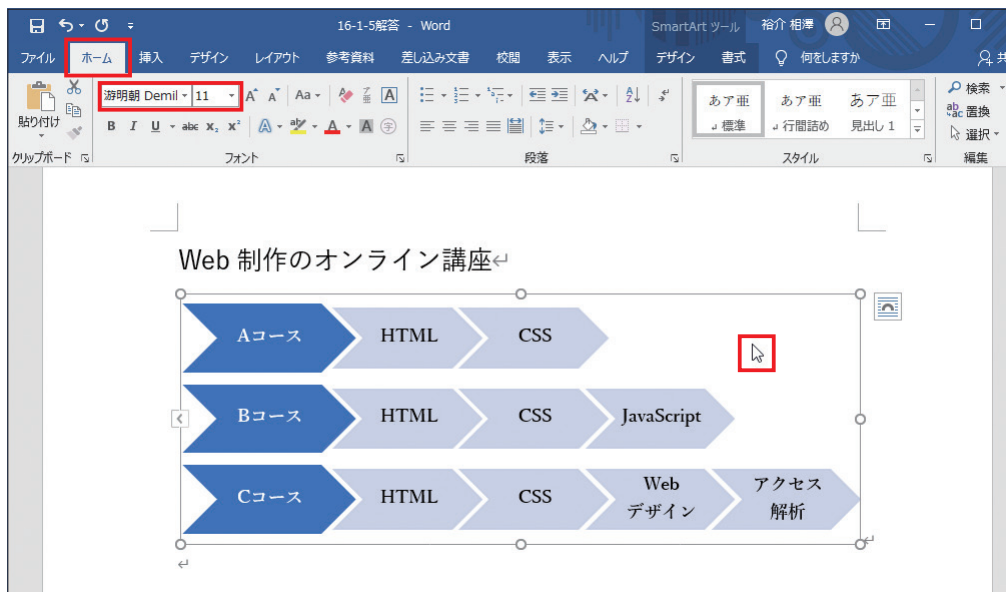 16-1-5解答 - Word
SmartArt ツール
裕介 相澤
ファイル ホーム 挿入 デザイン レイアウト 参考資料 差し込み文書 校閲 表示 ヘルプ デザイン 書式 何をしますか 共
貼り付け
游明朝 Demil 11
Aa
B I U abc x₂ x²
クリップボード フォント 段落 スタイル 編集
あア亜 あア亜 あア亜
標準 行間詰め 見出し 1
検索
置換
選択
Web 制作のオンライン講座
Aコース HTML CSS
Bコース HTML CSS JavaScript
Cコース HTML CSS Web デザイン アクセス 解析